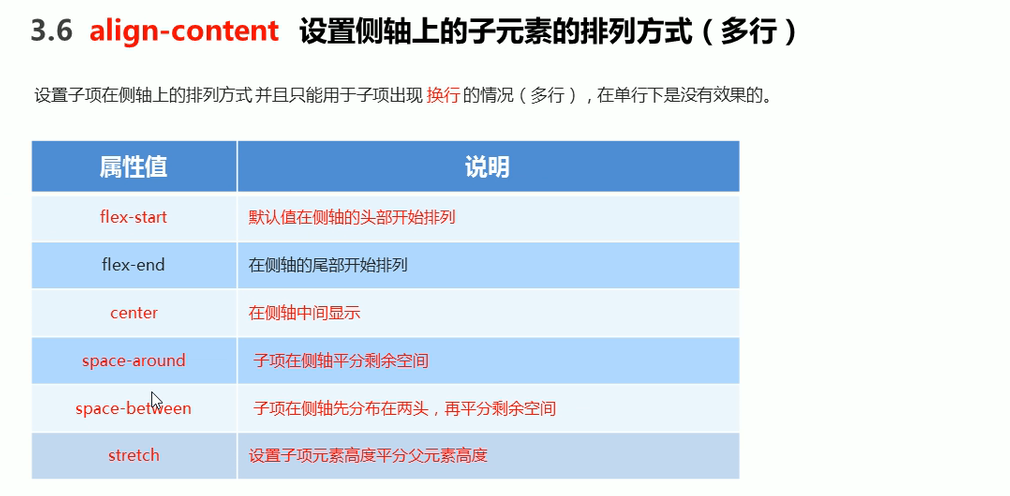 3.6 align-content 设置侧轴上的子元素的排列方式（多行）
设置子项在侧轴上的排列方式 并且只能用于子项出现 换行 的情况（多行），在单行下是没有效果的。
属性值 说明
flex-start 默认值在侧轴的头部开始排列
flex-end 在侧轴的尾部开始排列
center 在侧轴中间显示
space-around 子项在侧轴平分剩余空间
space-between 子项在侧轴先分布在两头，再平分剩余空间
stretch 设置子项元素高度平分父元素高度